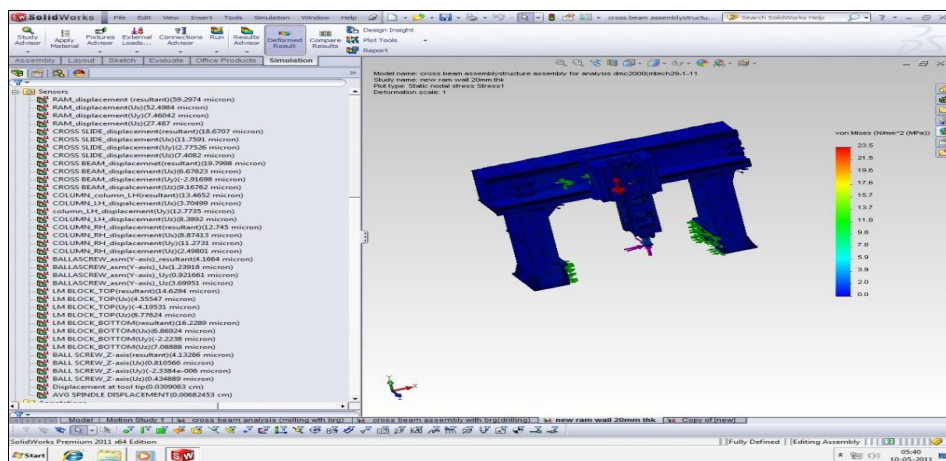 SolidWorks File Edit View Insert Tools Simulation Window Help cross beam assemblystructu... Search SolidWorks Help
Study Advisor Apply Material Fixtures Advisor External Loads... Connections Advisor Run Results Advisor Deformed Result Compare Results Design Insight Plot Tools Report
Assembly Layout Sketch Evaluate Office Products Simulation
Sensors
RAM_displacement (resultant)(59.2974 micron)
RAM_displacement(Ux)(52.4984 micron)
RAM_displacement(Uy)(7.46042 micron)
RAM_displacement(Uz)(27.487 micron)
CROSS SLIDE_displacement(resultant)(18.6707 micron)
CROSS SLIDE_displacement(Ux)(11.7591 micron)
CROSS SLIDE_displacement(Uy)(2.77526 micron)
CROSS SLIDE_displacement(Uz)(7.4082 micron)
CROSS BEAM_displacemnet(resultant)(19.7998 micron)
CROSS BEAM_displacement(Ux)(6.67823 micron)
CROSS BEAM_displacement(Uy)(-2.91698 micron)
CROSS BEAM_displacement(Uz)(9.16762 micron)
COLUMN_column_LH(resultant)(13.4652 micron)
COLUMN_LH_dispalcement(Ux)(3.70499 micron)
column_LH_displacement(Uy)(12.7735 micron)
COLUMN_LH_displacement(Uz)(8.3892 micron)
COLUMN_RH_displacement(resultant)(12.745 micron)
COLUMN_RH_displacement(Ux)(8.87413 micron)
COLUMN_RH_displacement(Uy)(11.2731 micron)
COLUMN_RH_displacement(Uz)(2.49801 micron)
BALLASCREW_asm(Y-axis)(resultant)(4.1664 micron)
BALLASCREW_asm(Y-axis)_Ux(1.23918 micron)
BALLASCREW_asm(Y-axis)_Uy(0.921661 micron)
BALLASCREW_asm(Y-axis)_Uz(3.69951 micron)
LM BLOCK_TOP(resultant)(14.6294 micron)
LM BLOCK_TOP(Ux)(4.55547 micron)
LM BLOCK_TOP(Uy)(-4.19531 micron)
LM BLOCK_TOP(Uz)(8.77624 micron)
LM BLOCK_BOTTOM(resultant)(16.2289 micron)
LM BLOCK_BOTTOM(Ux)(6.86924 micron)
LM BLOCK_BOTTOM(Uy)(-2.2238 micron)
LM BLOCK_BOTTOM(Uz)(7.08888 micron)
BALL SCREW_Z-axis(resultant)(4.13286 micron)
BALL SCREW_Z-axis(Ux)(0.810566 micron)
BALL SCREW_Z-axis(Uy)(-2.3384e-006 micron)
BALL SCREW_Z-axis(Uz)(0.434889 micron)
Displacement at tool tip(0.0309083 cm)
AVG SPINDLE DISPLACEMENT(0.00682453 cm)
Model name: cross beam assemblystructure assembly for analysis dmc2000(mtech29-1-11
Study name: new ram wall 20mm thk
Plot type: Static nodal stress Stress1
Deformation scale: 1
von Mises (N/mm^2 (MPa))
23.5
21.6
19.6
17.6
15.7
13.7
11.8
9.8
7.8
5.9
3.9
2.0
0.0
Model Motion Study 1 cross beam analysis (milling wth brg) cross beam assembly with brg(drilling) new ram wall 20mm thk Copy of [new]
SolidWorks Premium 2011 x64 Edition Fully Defined Editing Assembly
Start 05:40
10-05-2011